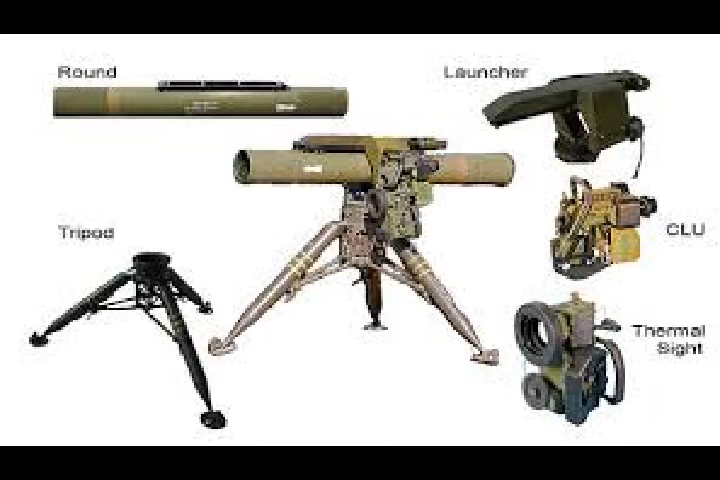 Round
Launcher
Tripod
CLU
Thermal
Sight